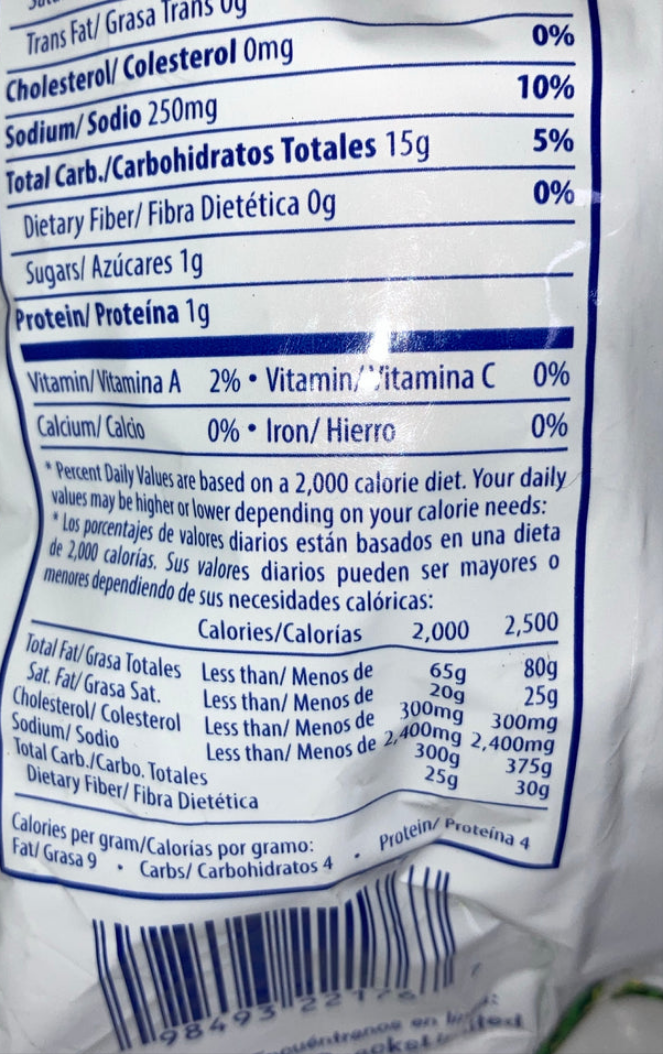 Trans Fat/ Grasa Trans 0g
Cholesterol/ Colesterol 0mg 0%
Sodium/ Sodio 250mg 10%
Total Carb./Carbohidratos Totales 15g 5%
Dietary Fiber/ Fibra Dietética 0g 0%
Sugars/ Azúcares 1g
Protein/ Proteína 1g
Vitamin/Vitamina A 2% • Vitamin/Vitamina C 0%
Calcium/ Calcio 0% • Iron/ Hierro 0%
* Percent Daily Values are based on a 2,000 calorie diet. Your daily
values may be higher or lower depending on your calorie needs:
* Los porcentajes de valores diarios están basados en una dieta
de 2,000 calorías. Sus valores diarios pueden ser mayores o
menores dependiendo de sus necesidades calóricas:
Calories/Calorías 2,000 2,500
Total Fat/ Grasa Totales Less than/ Menos de 65g 80g
Sat. Fat/ Grasa Sat. Less than/ Menos de 20g 25g
Cholesterol/ Colesterol Less than/ Menos de 300mg 300mg
Sodium/ Sodio Less than/ Menos de 2,400mg 2,400mg
Total Carb./Carbo. Totales 300g 375g
Dietary Fiber/ Fibra Dietética 25g 30g
Calories per gram/Calorías por gramo:
Fat/ Grasa 9 • Carbs/ Carbohidratos 4 • Protein/ Proteína 4
98493
en